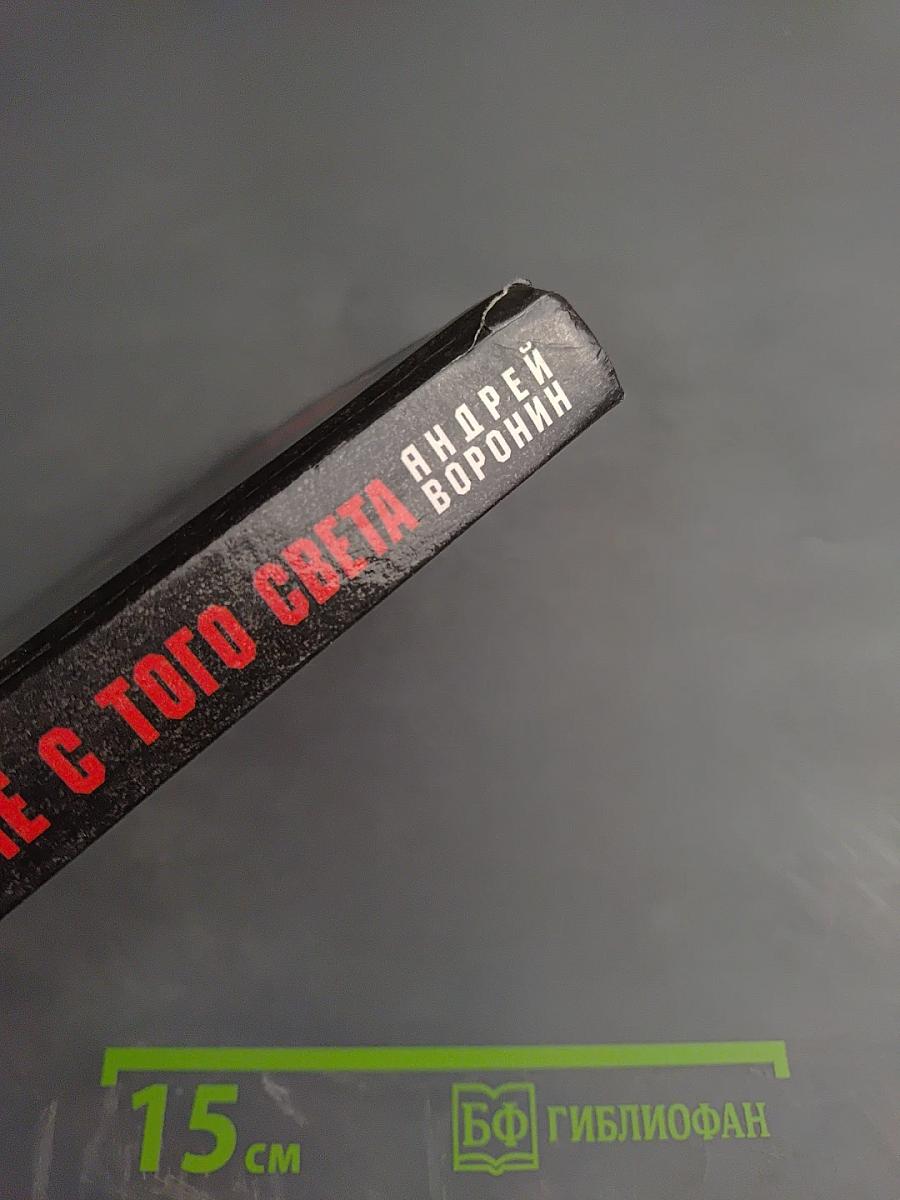 АНДРЕЙ
ВОРОНИН
Е С ТОГО СВЕТА
15 см
БФ ГИБЛИОФАН